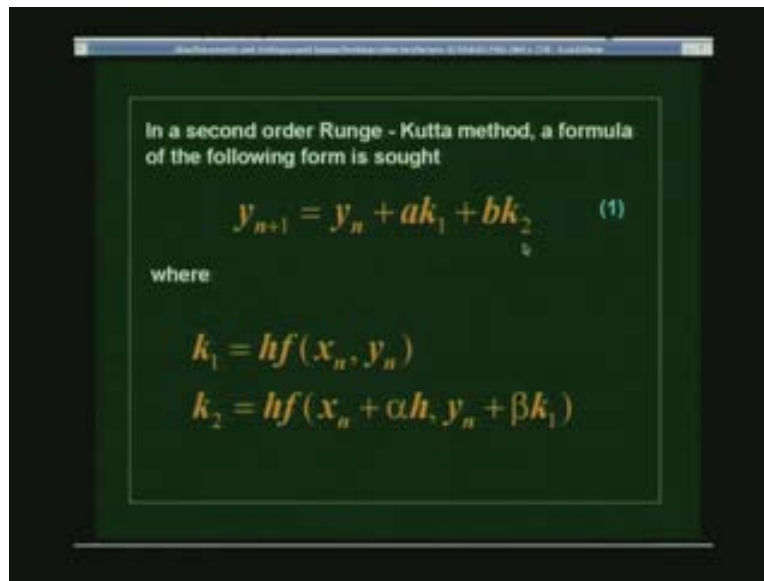 In a second order Runge - Kutta method, a formula
of the following form is sought
yₙ₊₁ = yₙ + ak₁ + bk₂ (1)
where
k₁ = hf(xₙ, yₙ)
k₂ = hf(xₙ + αh, yₙ + βk₁)